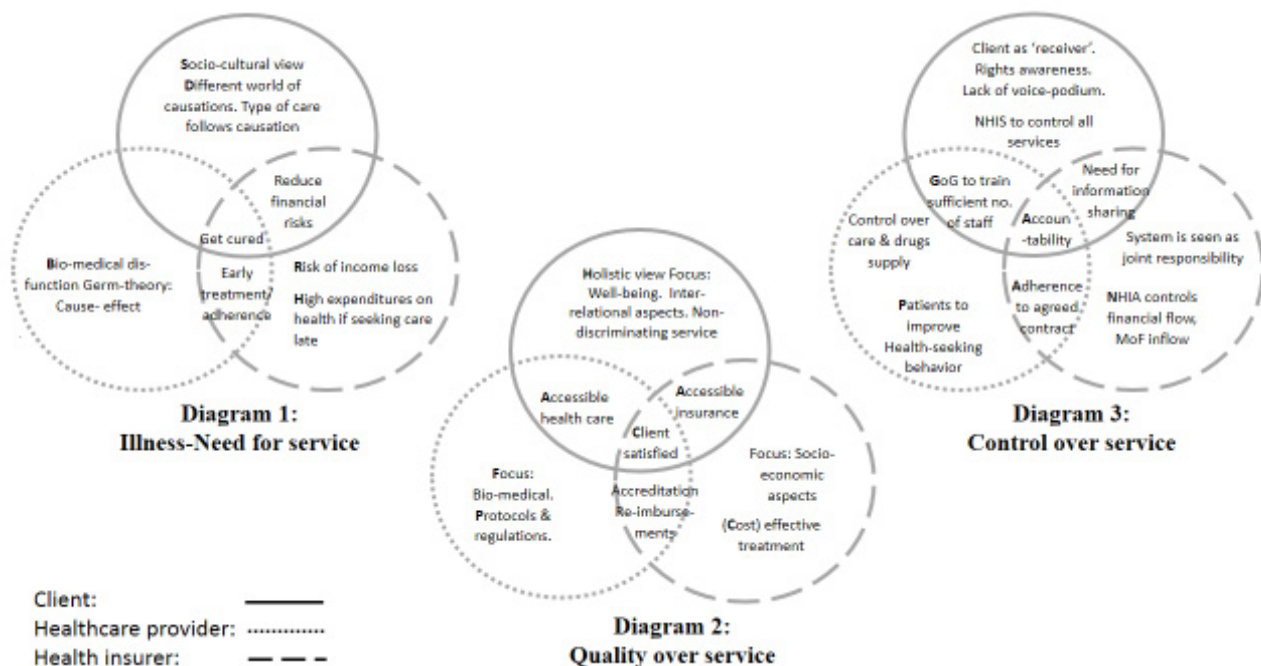 Socio-cultural view
Different world of
causations. Type of care
follows causation
Reduce
financial
risks
Get cured
Bio-medical dis-
function Germ-theory:
Cause- effect
Early
treatment/
adherence
Risk of income loss
High expenditures on
health if seeking care
late
Diagram 1:
Illness-Need for service
Holistic view Focus:
Well-being. Inter-
relational aspects. Non-
discriminating service
Accessible
health care
Accessible
insurance
Client
satisfied
Focus:
Bio-medical.
Protocols &
regulations.
Accreditation
Re-imburse-
ments
Focus: Socio-
economic
aspects
(Cost) effective
treatment
Diagram 2:
Quality over service
Client as ‘receiver’.
Rights awareness.
Lack of voice-podium.
NHIS to control all
services
GoG to train
sufficient no.
of staff
Need for
information
sharing
Accoun
-tability
Control over
care & drugs
supply
Patients to
improve
Health-seeking
behavior
Adherence
to agreed
contract
System is seen as
joint responsibility
NHIA controls
financial flow,
MoF inflow
Diagram 3:
Control over service
Client:
Healthcare provider:
Health insurer: